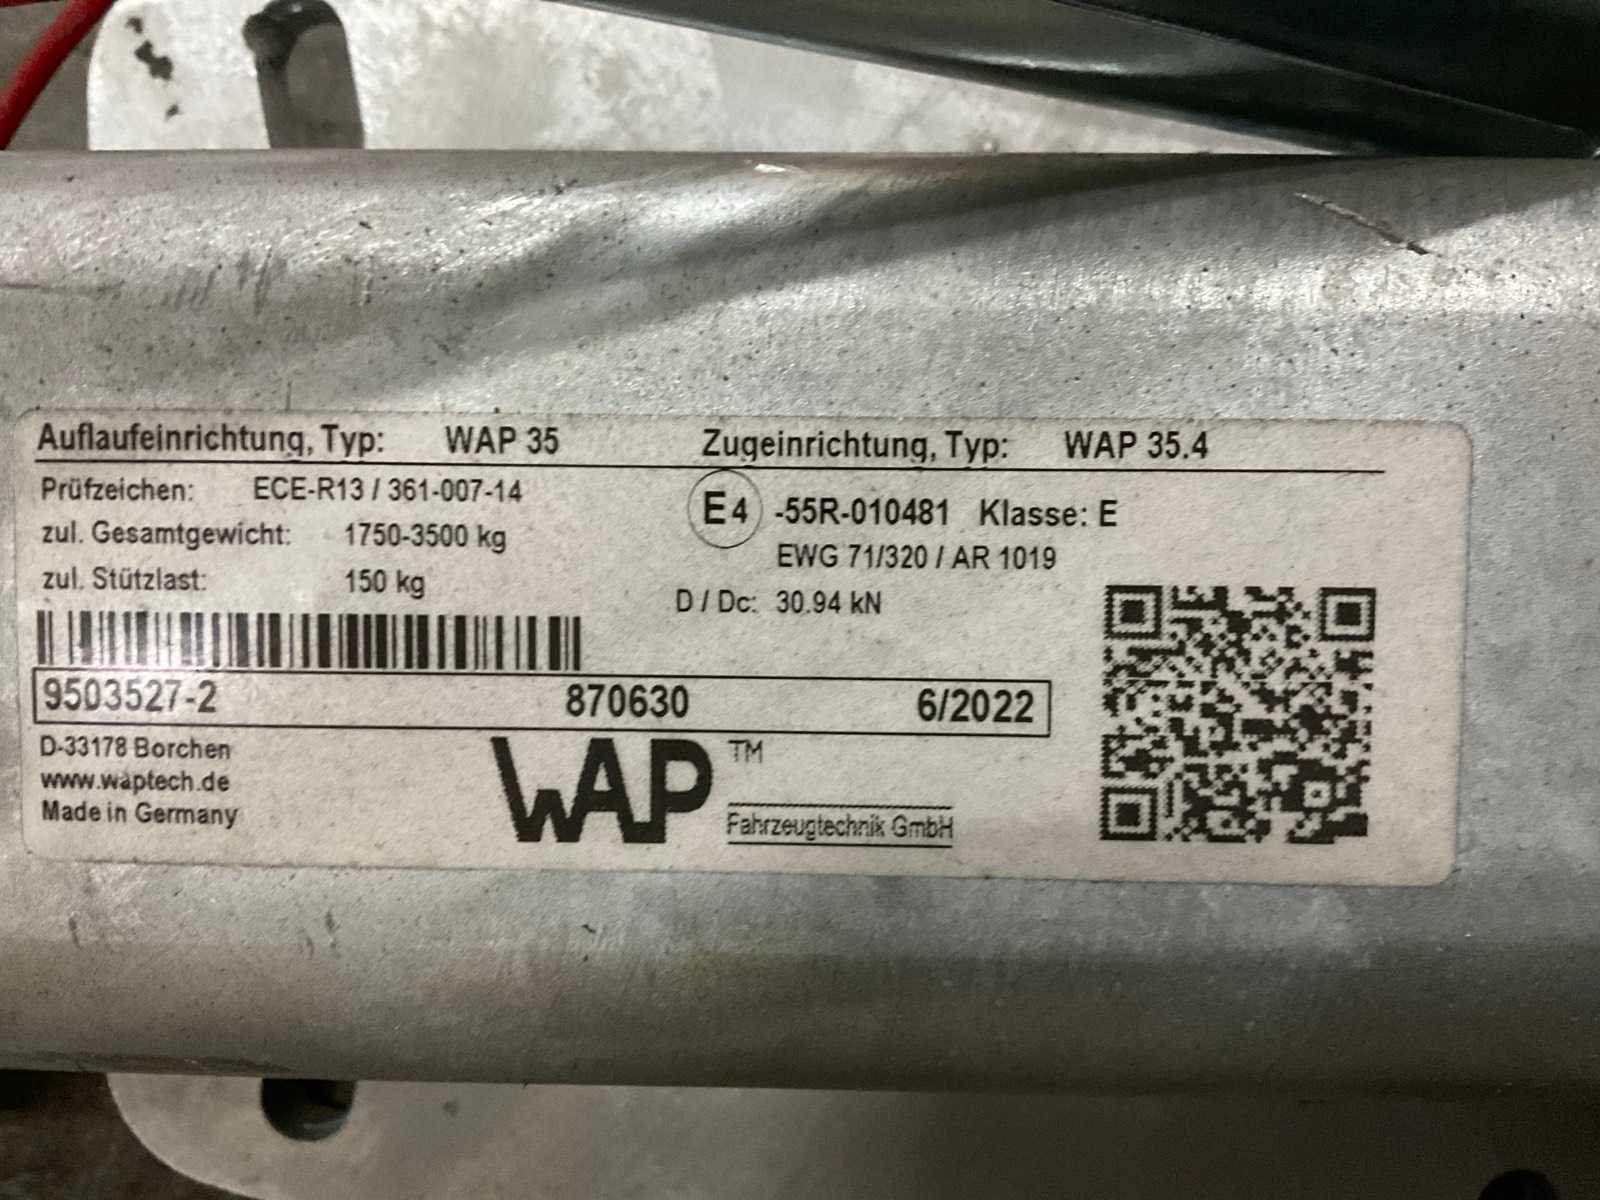 Auflaufeinrichtung, Typ: WAP 35 Zugeinrichtung, Typ: WAP 35.4
Prüfzeichen: ECE-R13 / 361-007-14
E4 -55R-010481 Klasse: E
zul. Gesamtgewicht: 1750-3500 kg
EWG 71/320 / AR 1019
zul. Stützlast: 150 kg
D / Dc: 30.94 kN
9503527-2 870630 6/2022
D-33178 Borchen
www.waptech.de
Made in Germany
WAP™
Fahrzeugtechnik GmbH